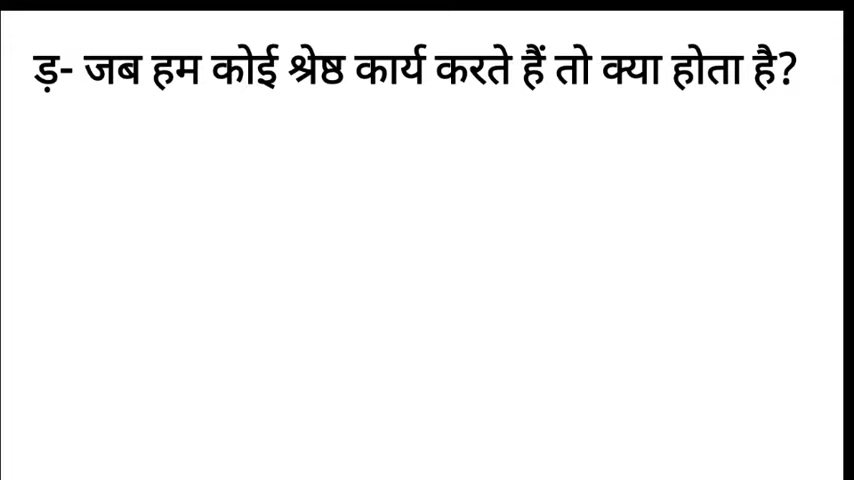 ड़- जब हम कोई श्रेष्ठ कार्य करते हैं तो क्या होता है?